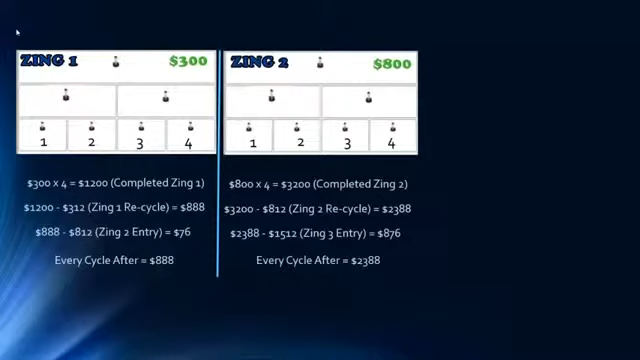 ZING 1 $300
1 2 3 4
$300 x 4 = $1200 (Completed Zing 1)
$1200 - $312 (Zing 1 Re-cycle) = $888
$888 - $812 (Zing 2 Entry) = $76
Every Cycle After = $888
ZING 2 $800
1 2 3 4
$800 x 4 = $3200 (Completed Zing 2)
$3200 - $812 (Zing 2 Re-cycle) = $2388
$2388 - $1512 (Zing 3 Entry) = $876
Every Cycle After = $2388